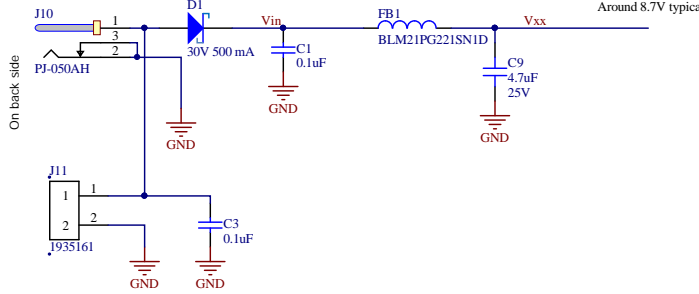 Around 8.7V typica
J10
1
3
2
PJ-050AH
On back side
D1
30V 500 mA
Vin
C1
0.1uF
GND
GND
FB1
BLM21PG221SN1D
Vxx
C9
4.7uF
25V
GND
J11
1
2
1
2
1935161
C3
0.1uF
GND
GND